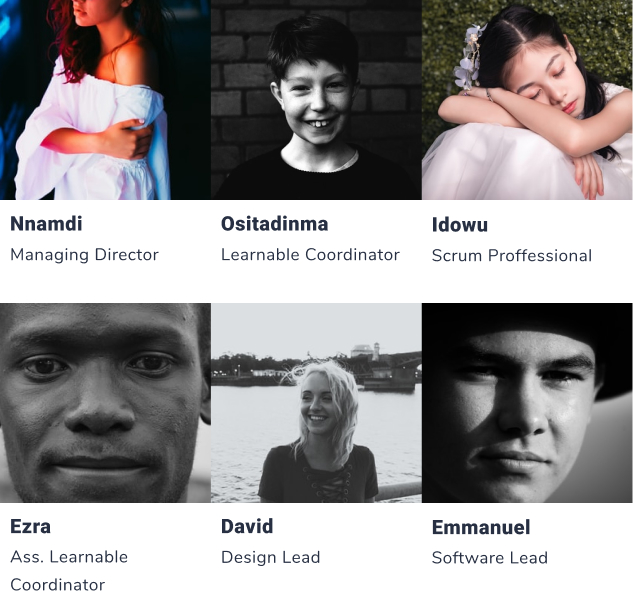 Nnamdi
Managing Director
Ositadinma
Learnable Coordinator
Idowu
Scrum Proffessional
Ezra
Ass. Learnable
Coordinator
David
Design Lead
Emmanuel
Software Lead